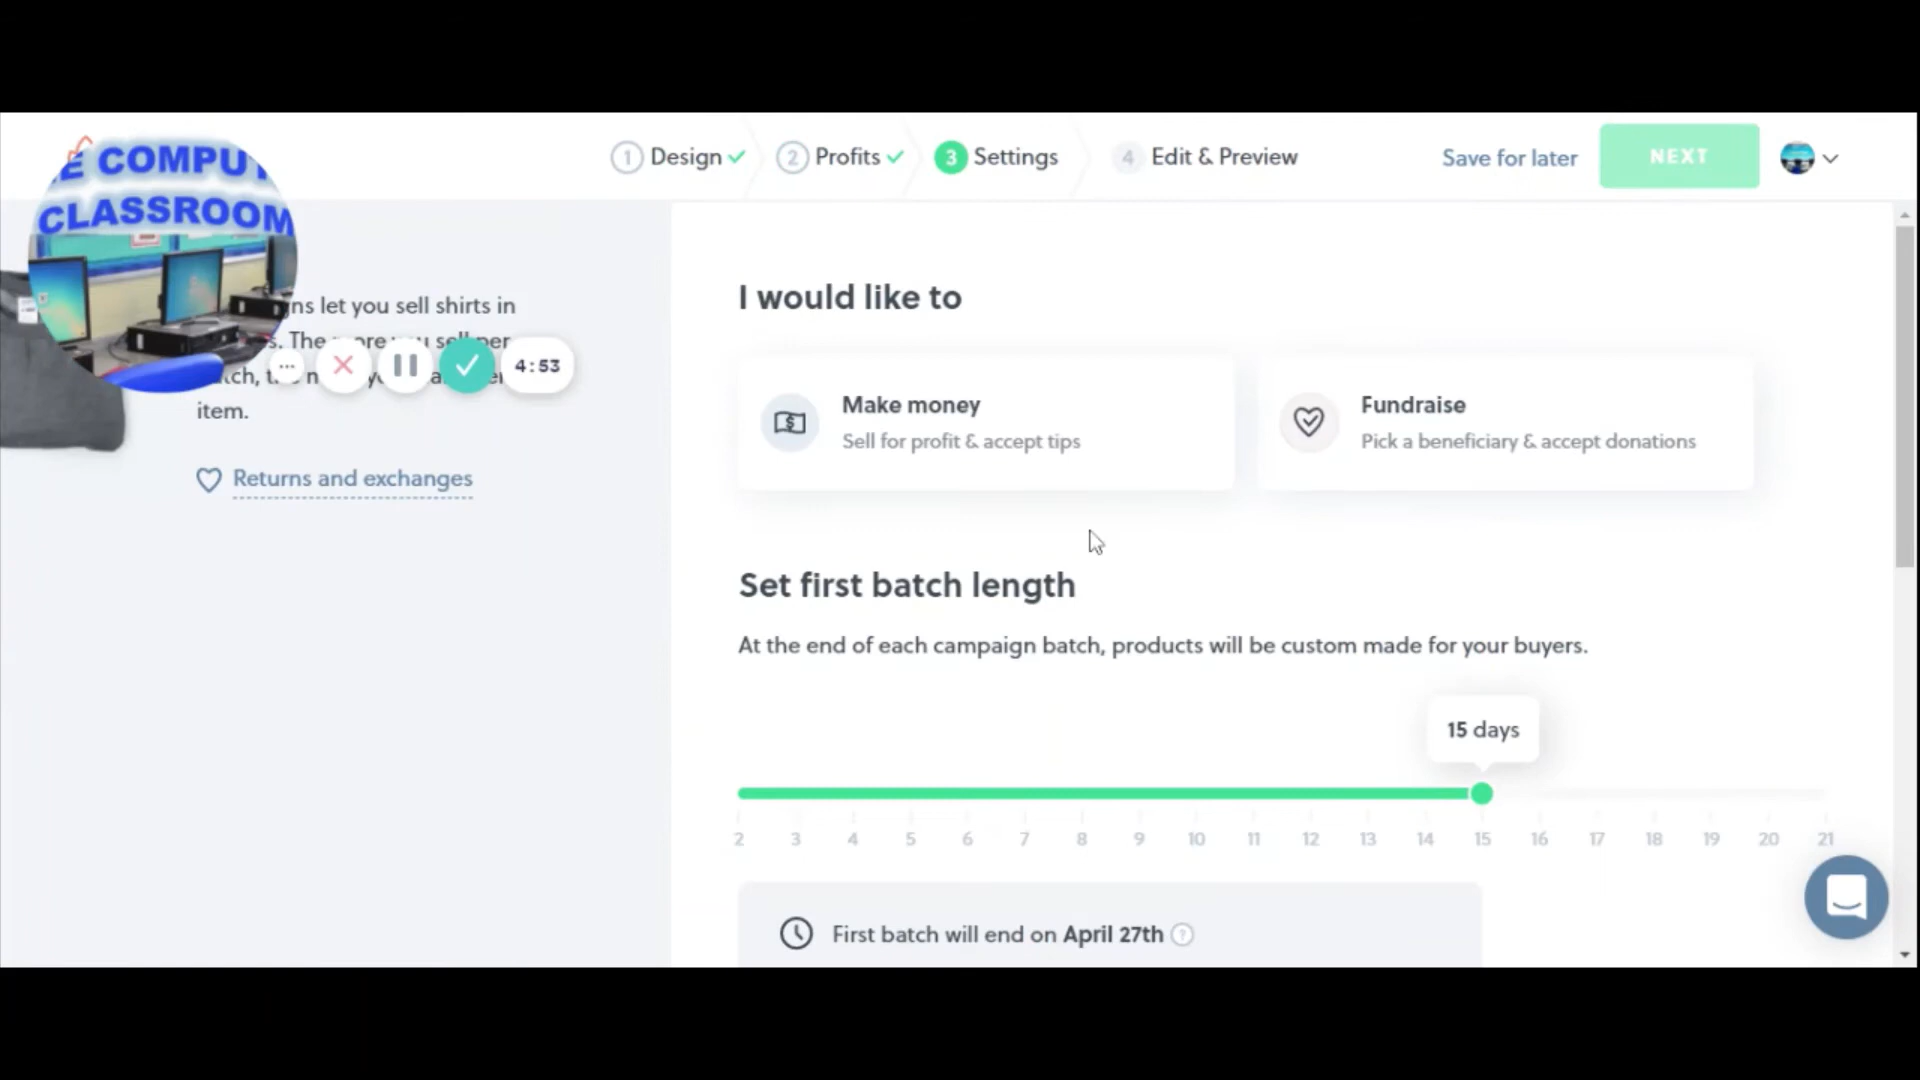 COMPU
CLASSROOM
1 Design
2 Profits
3 Settings
4 Edit & Preview
Save for later
NEXT
let you sell shirts in
The
item.
Returns and exchanges
4:53
I would like to
Make money
Sell for profit & accept tips
Fundraise
Pick a beneficiary & accept donations
Set first batch length
At the end of each campaign batch, products will be custom made for your buyers.
15 days
2 3 4 5 6 7 8 9 10 11 12 13 14 15 16 17 18 19 20 21
First batch will end on April 27th ?